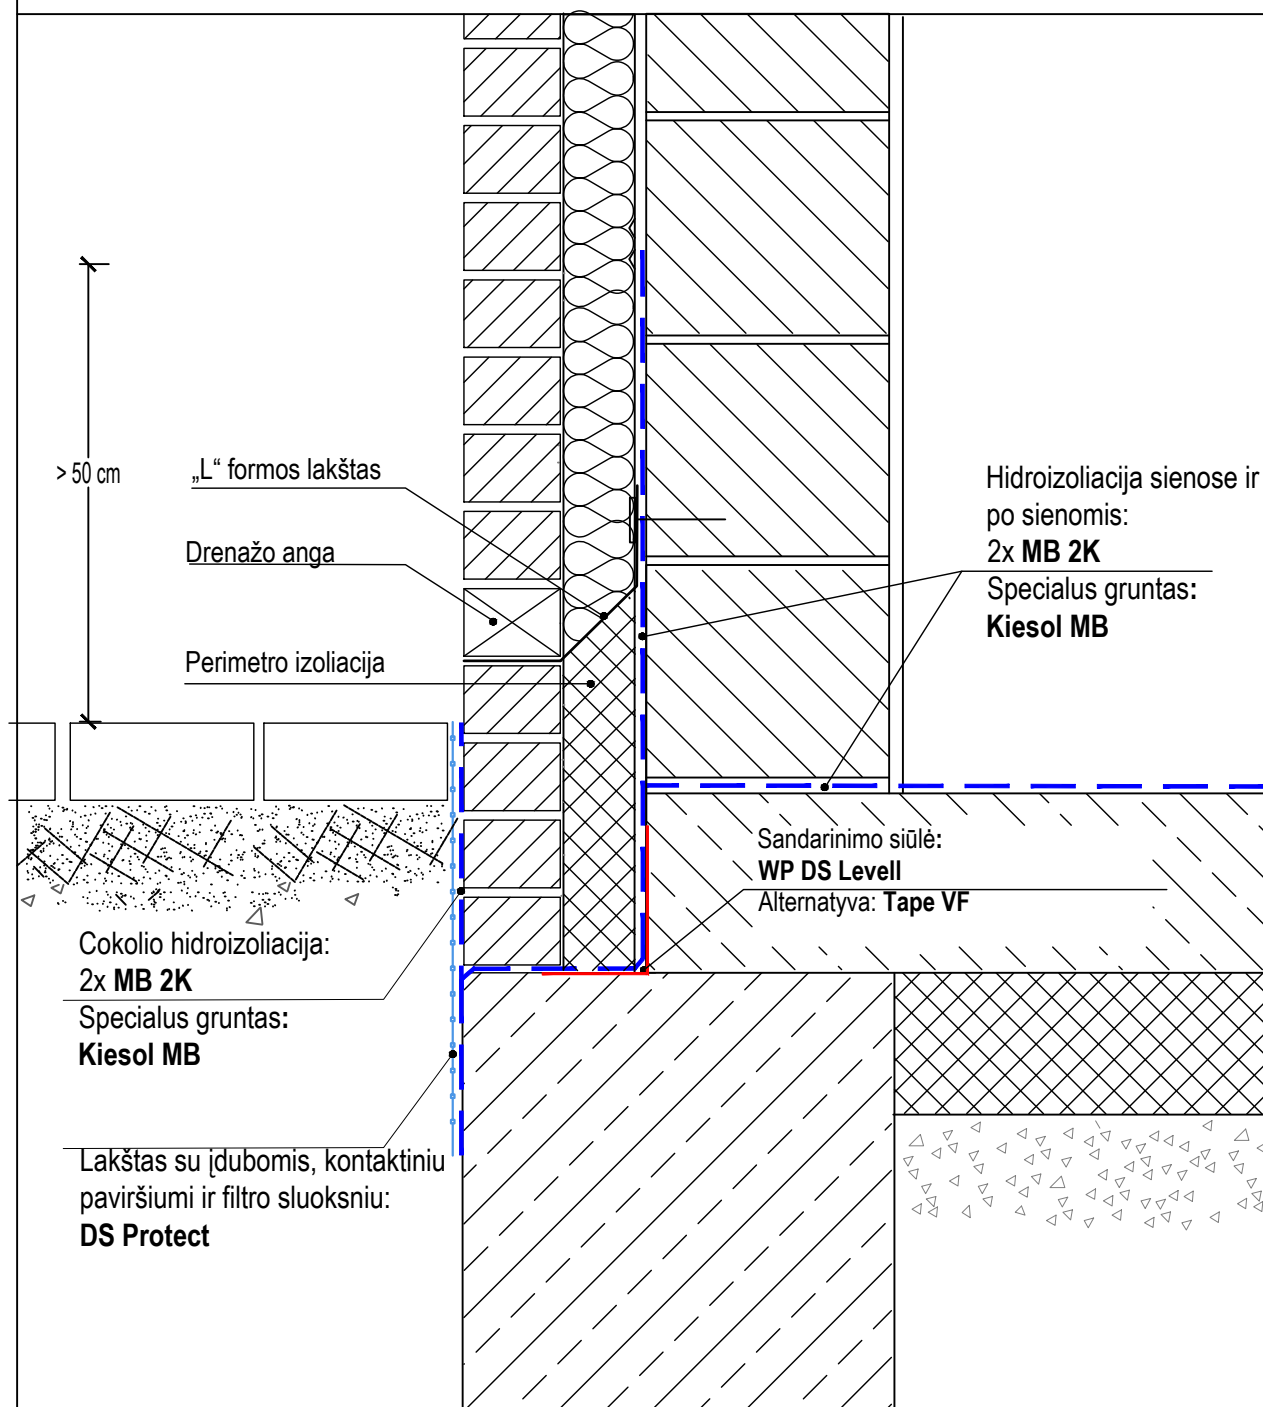 „L“ formos lakštas
> 50 cm
Drenažo anga
Perimetro izoliacija
Hidroizoliacija sienose ir
po sienomis:
2x MB 2K
Specialus gruntas:
Kiesol MB
Sandarinimo siūlė:
WP DS Levell
Alternatyva: Tape VF
Cokolio hidroizoliacija:
2x MB 2K
Specialus gruntas:
Kiesol MB
Lakštas su įdubomis, kontaktiniu
paviršiumi ir filtro sluoksniu:
DS Protect